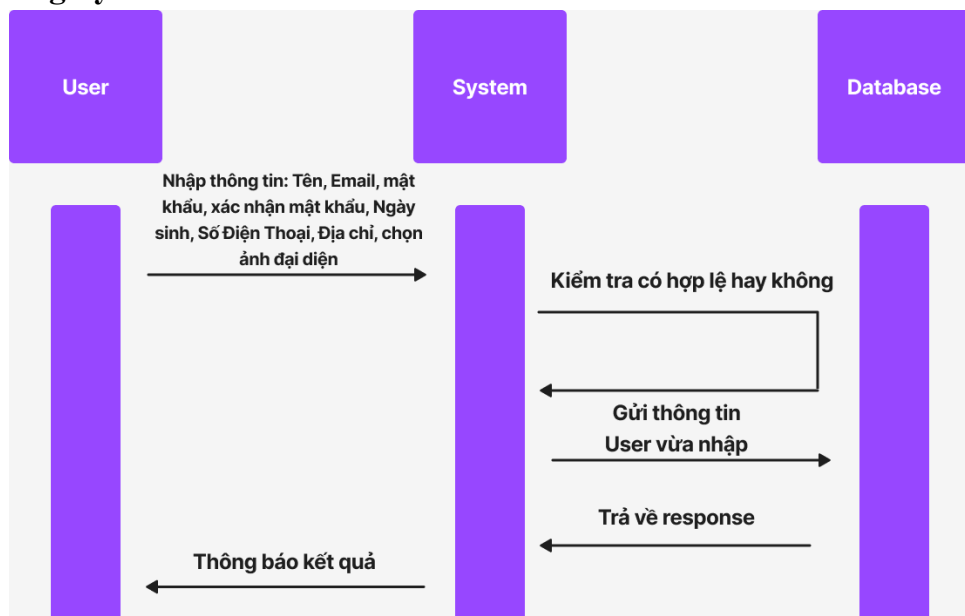 User
System
Database
Nhập thông tin: Tên, Email, mật
khẩu, xác nhận mật khẩu, Ngày
sinh, Số Điện Thoại, Địa chỉ, chọn
ảnh đại diện
Kiểm tra có hợp lệ hay không
Gửi thông tin
User vừa nhập
Trả về response
Thông báo kết quả